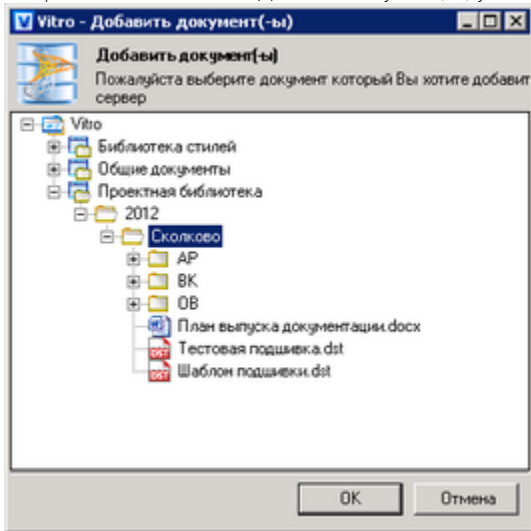 Vitro - Добавить документ(-ы)
Добавить документ(-ы)
Пожалуйста выберите документ который Вы хотите добавит
сервер
Vitro
Библиотека стилей
Общие документы
Проектная библиотека
2012
Сколково
АР
ВК
ОВ
План выпуска документации.docx
Тестовая подшивка.dst
Шаблон подшивки.dst
OK
Отмена